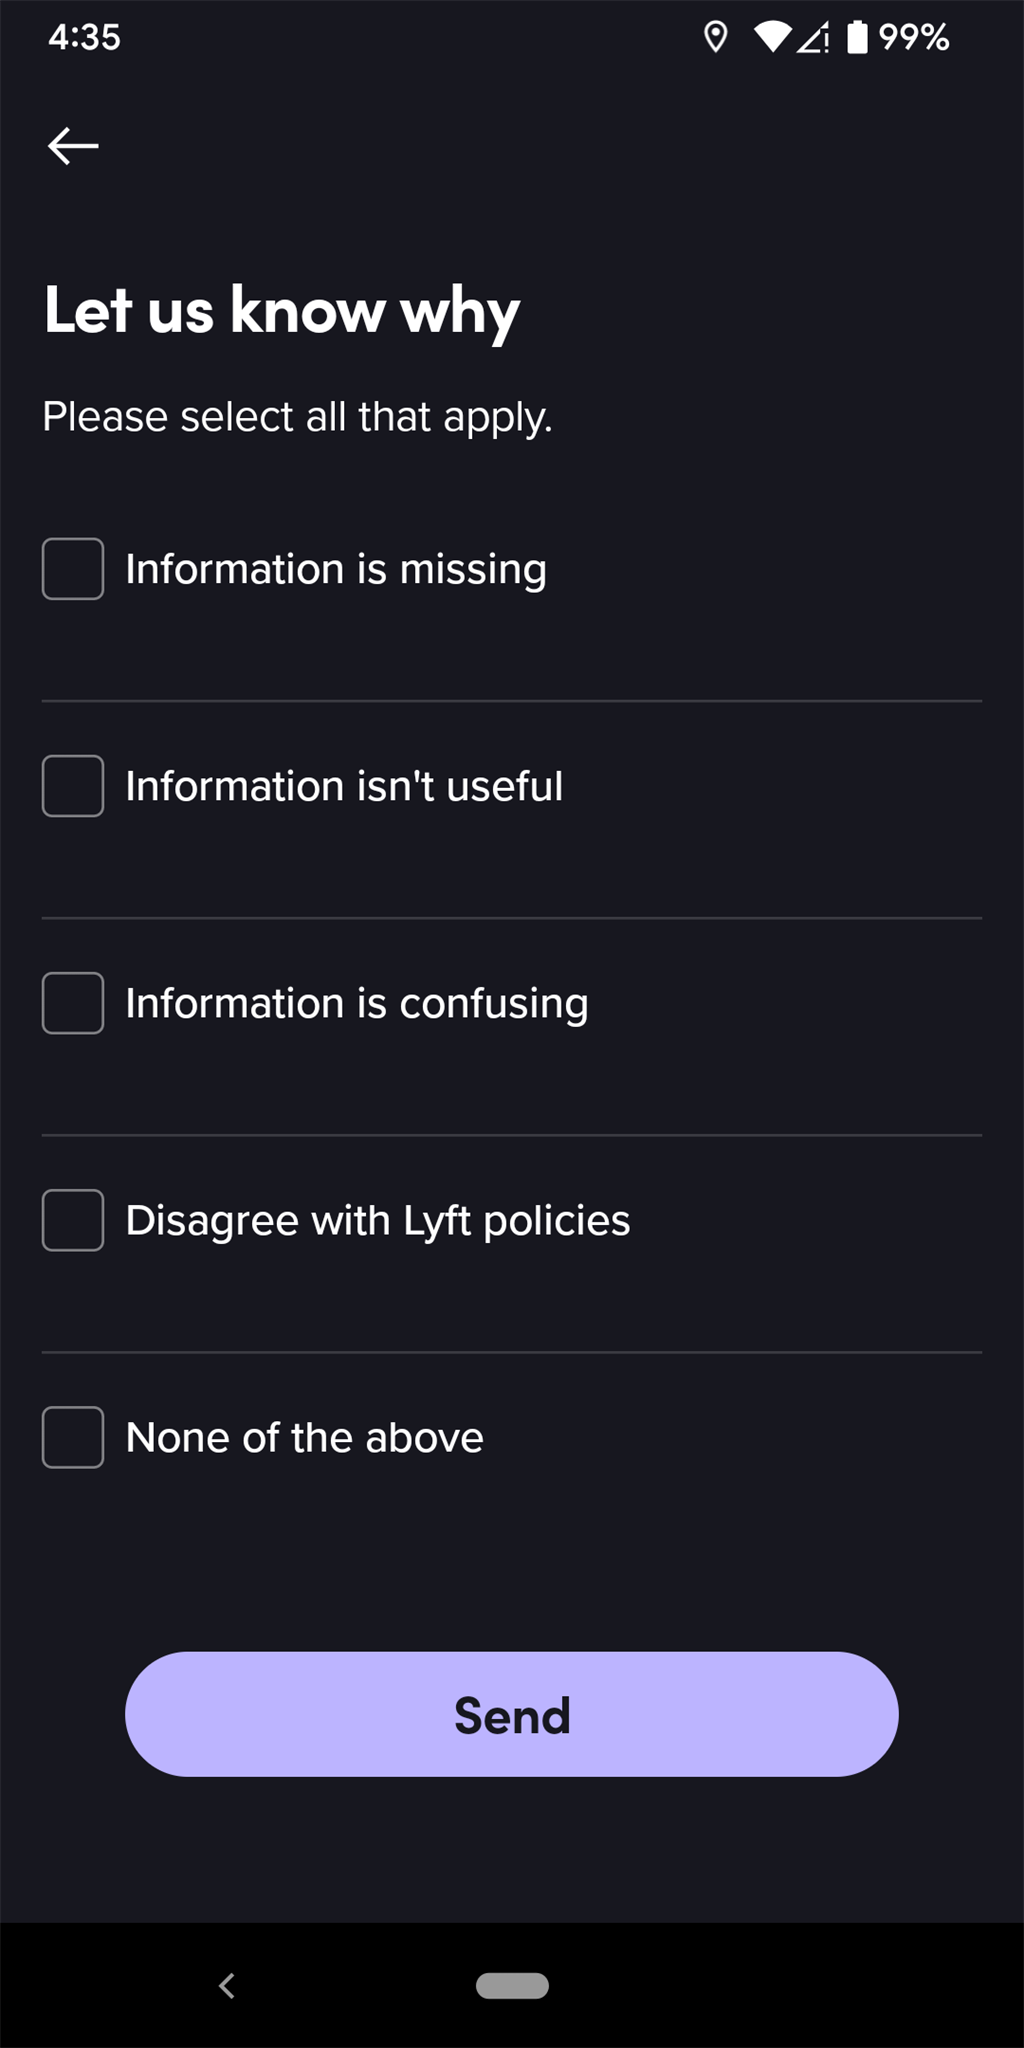 4:35 99%
Let us know why
Please select all that apply.
Information is missing
Information isn't useful
Information is confusing
Disagree with Lyft policies
None of the above
Send